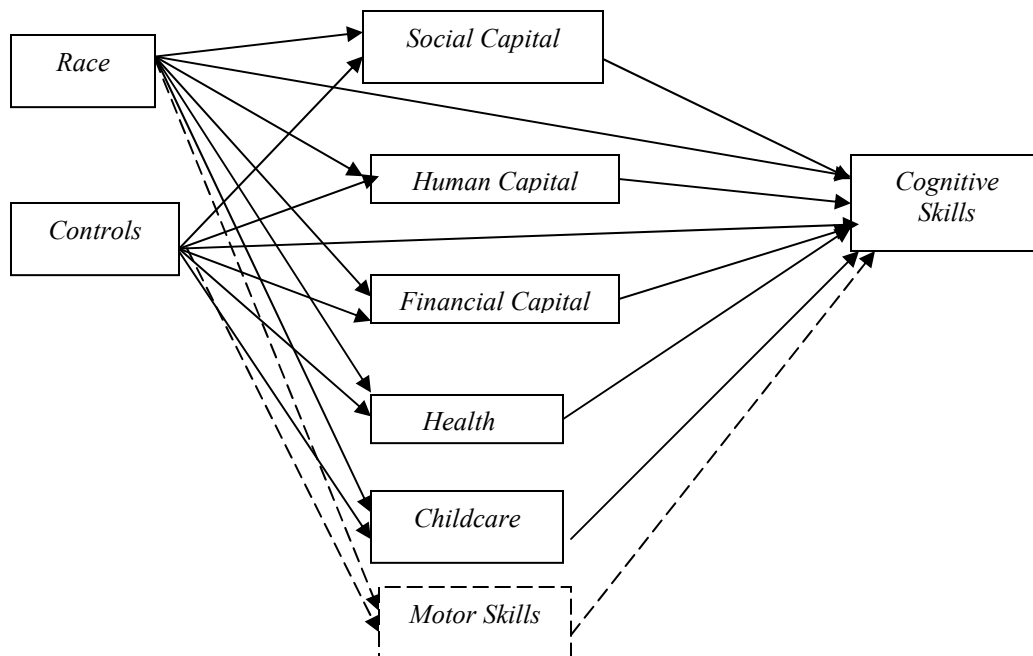 Race
Controls
Social Capital
Human Capital
Financial Capital
Health
Childcare
Motor Skills
Cognitive
Skills